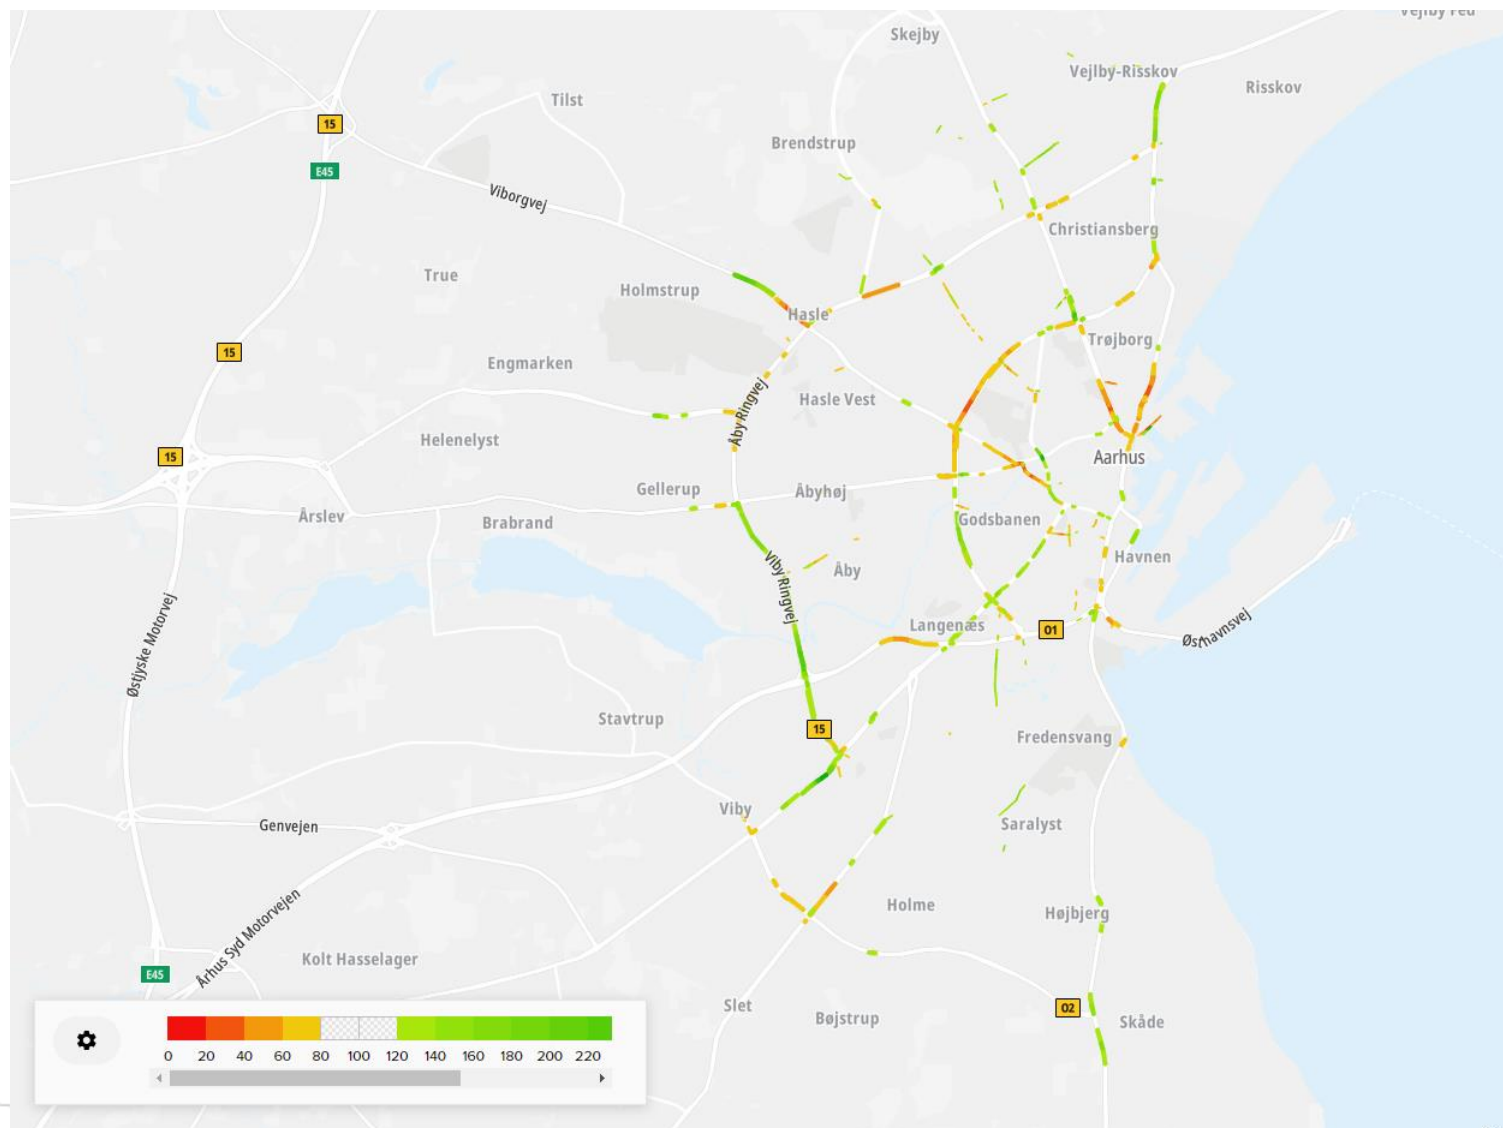 Vejlby Fed
Skejby
Vejlby-Risskov
Risskov
Tilst
15
Brendstrup
E45
Viborgvej
Christiansberg
True
Holmstrup
Hasle
15
Trøjborg
Engmarken
Hasle Vest
Åby Ringvej
Helenelyst
15
Aarhus
Gellerup
Åbyhøj
Årslev
Brabrand
Godsbanen
Havnen
Viby Ringvej
Åby
Langenæs
01
Østhavnsvej
Østjyske Motorvej
Stavtrup
15
Fredensvang
Viby
Genvejen
Saralyst
Holme
Højbjerg
Århus Syd Motorvejen
Kolt Hasselager
E45
Slet
Bøjstrup
02
Skåde
0 20 40 60 80 100 120 140 160 180 200 220